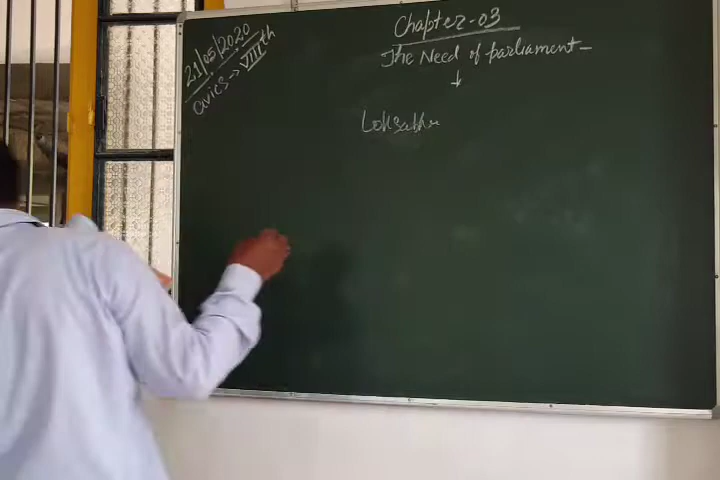 21/05/2020
Civics → VIIIth
Chapter-03
The Need of parliament-
↓
Loksabha